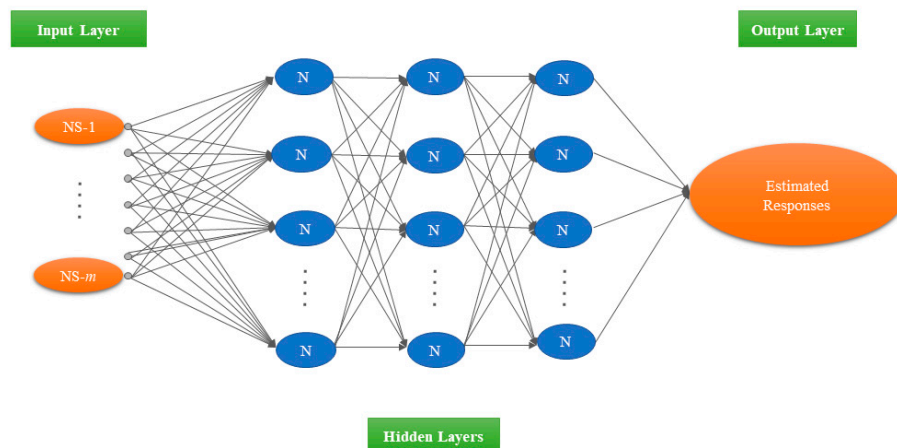 Input Layer
Output Layer
N N N
NS-1
N N N
Estimated
Responses
N N N
NS-m
N N N
Hidden Layers